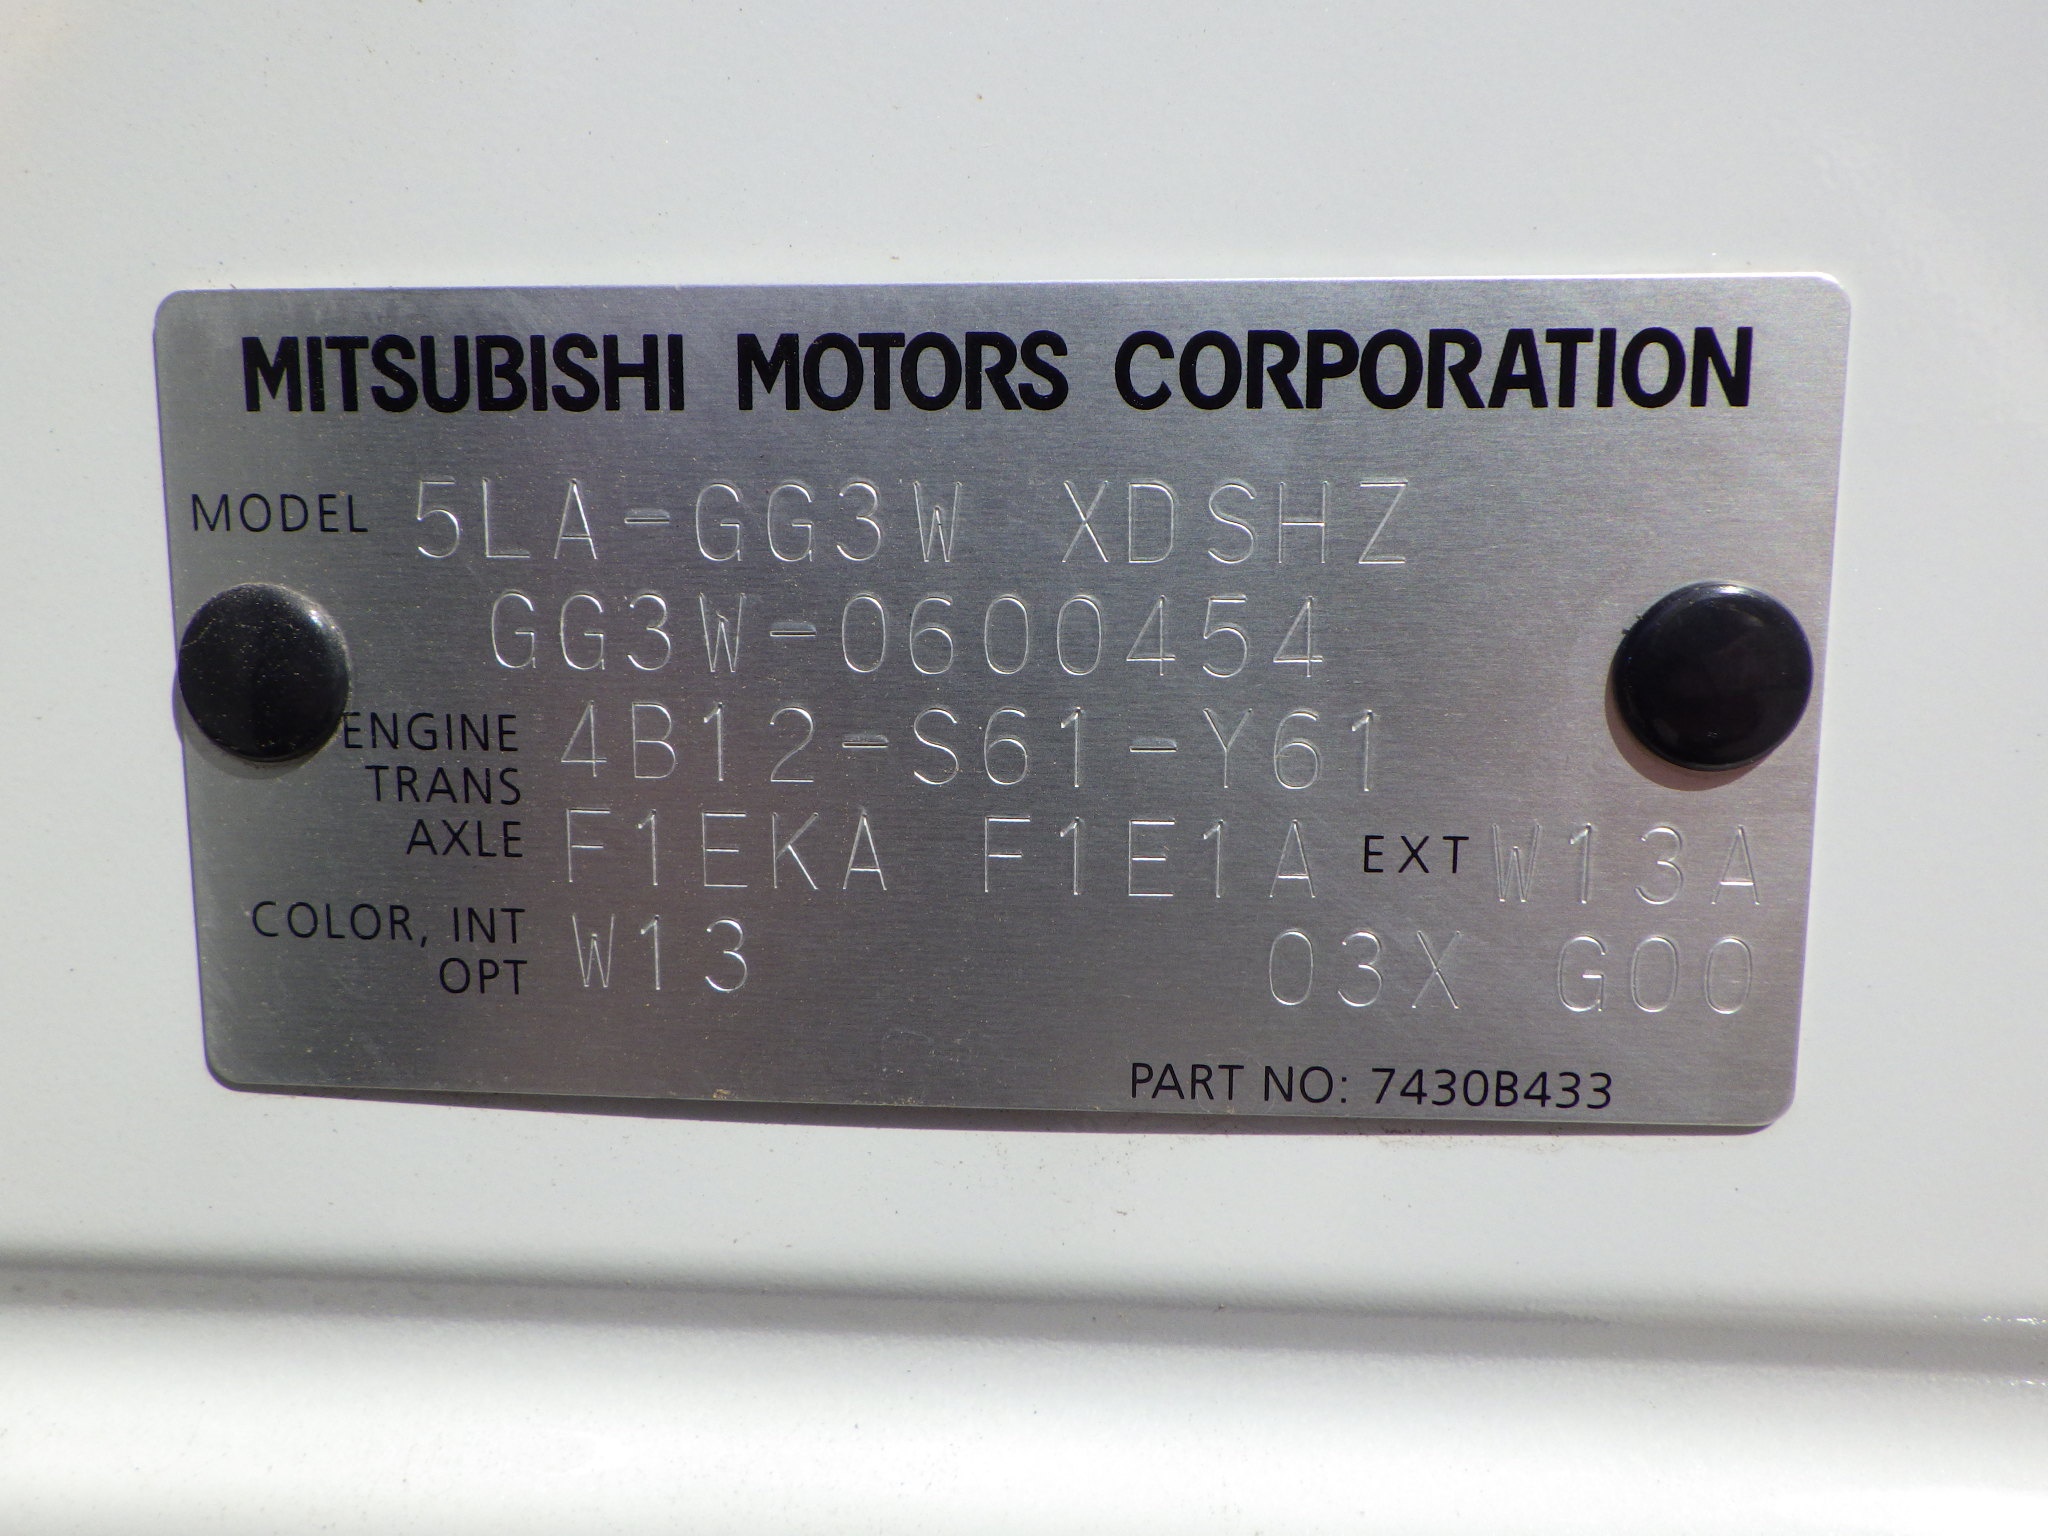 MITSUBISHI MOTORS CORPORATION
MODEL 5LA-GG3W XDSHZ
GG3W-0600454
ENGINE 4B12-S61-Y61
TRANS
AXLE F1EKA F1E1A EXT W13A
COLOR, INT W13 03X G00
OPT
PART NO: 7430B433